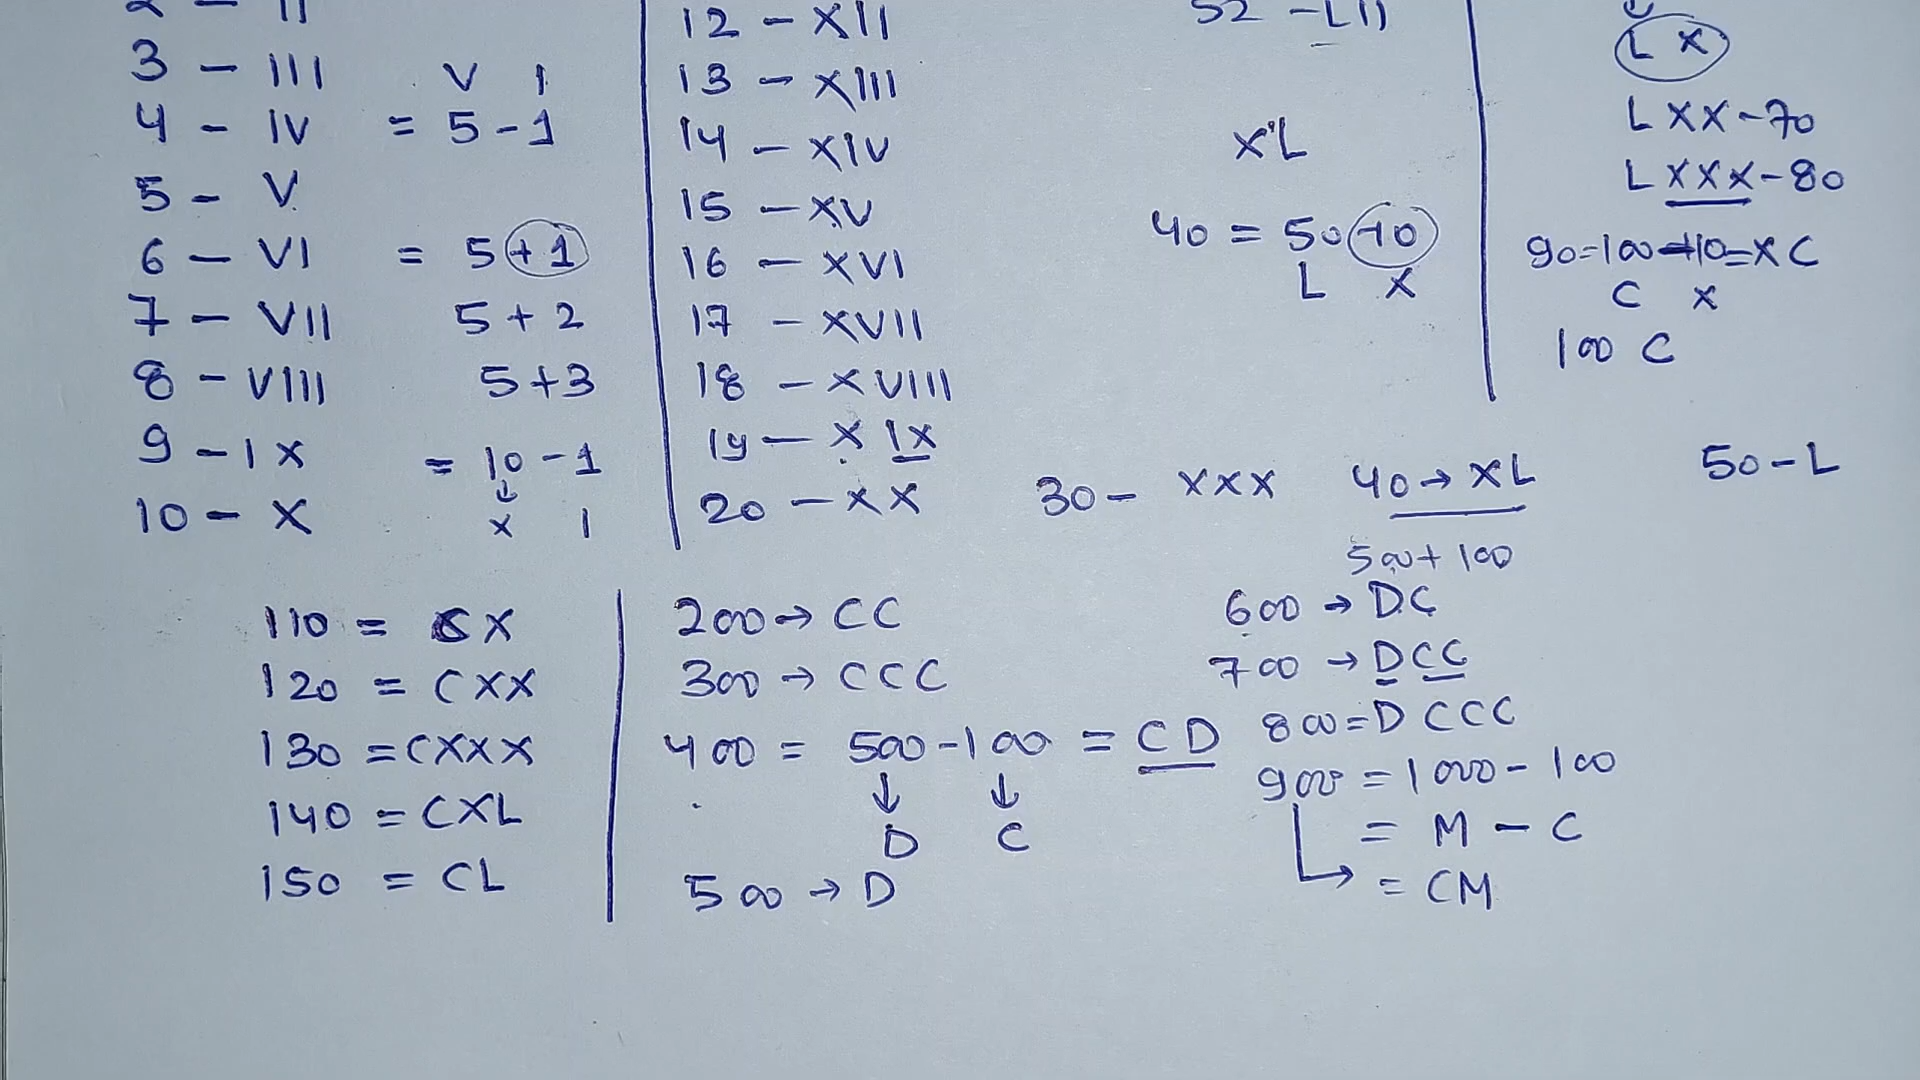 2 - II
3 - III
V I
4 - IV = 5 - 1
5 - V
6 - VI = 5 + 1
7 - VII 5 + 2
8 - VIII 5 + 3
9 - IX = 10 - 1
↓
X I
10 - X
12 - XII
13 - XIII
14 - XIV
15 - XV
16 - XVI
17 - XVII
18 - XVIII
19 - X IX
20 - XX
30 - XXX
52 - LII
XL
40 = 50 - 10
L X
40 → XL
L X
LXX - 70
LXXX - 80
90 = 100 - 10 = XC
C X
100 C
50 - L
110 = CX
120 = CXX
130 = CXXX
140 = CXL
150 = CL
200 → CC
300 → CCC
400 = 500 - 100 = CD
↓ ↓
D C
500 → D
500 + 100
600 → DC
700 → DCC
800 = DCCC
900 = 1000 - 100
= M - C
= CM